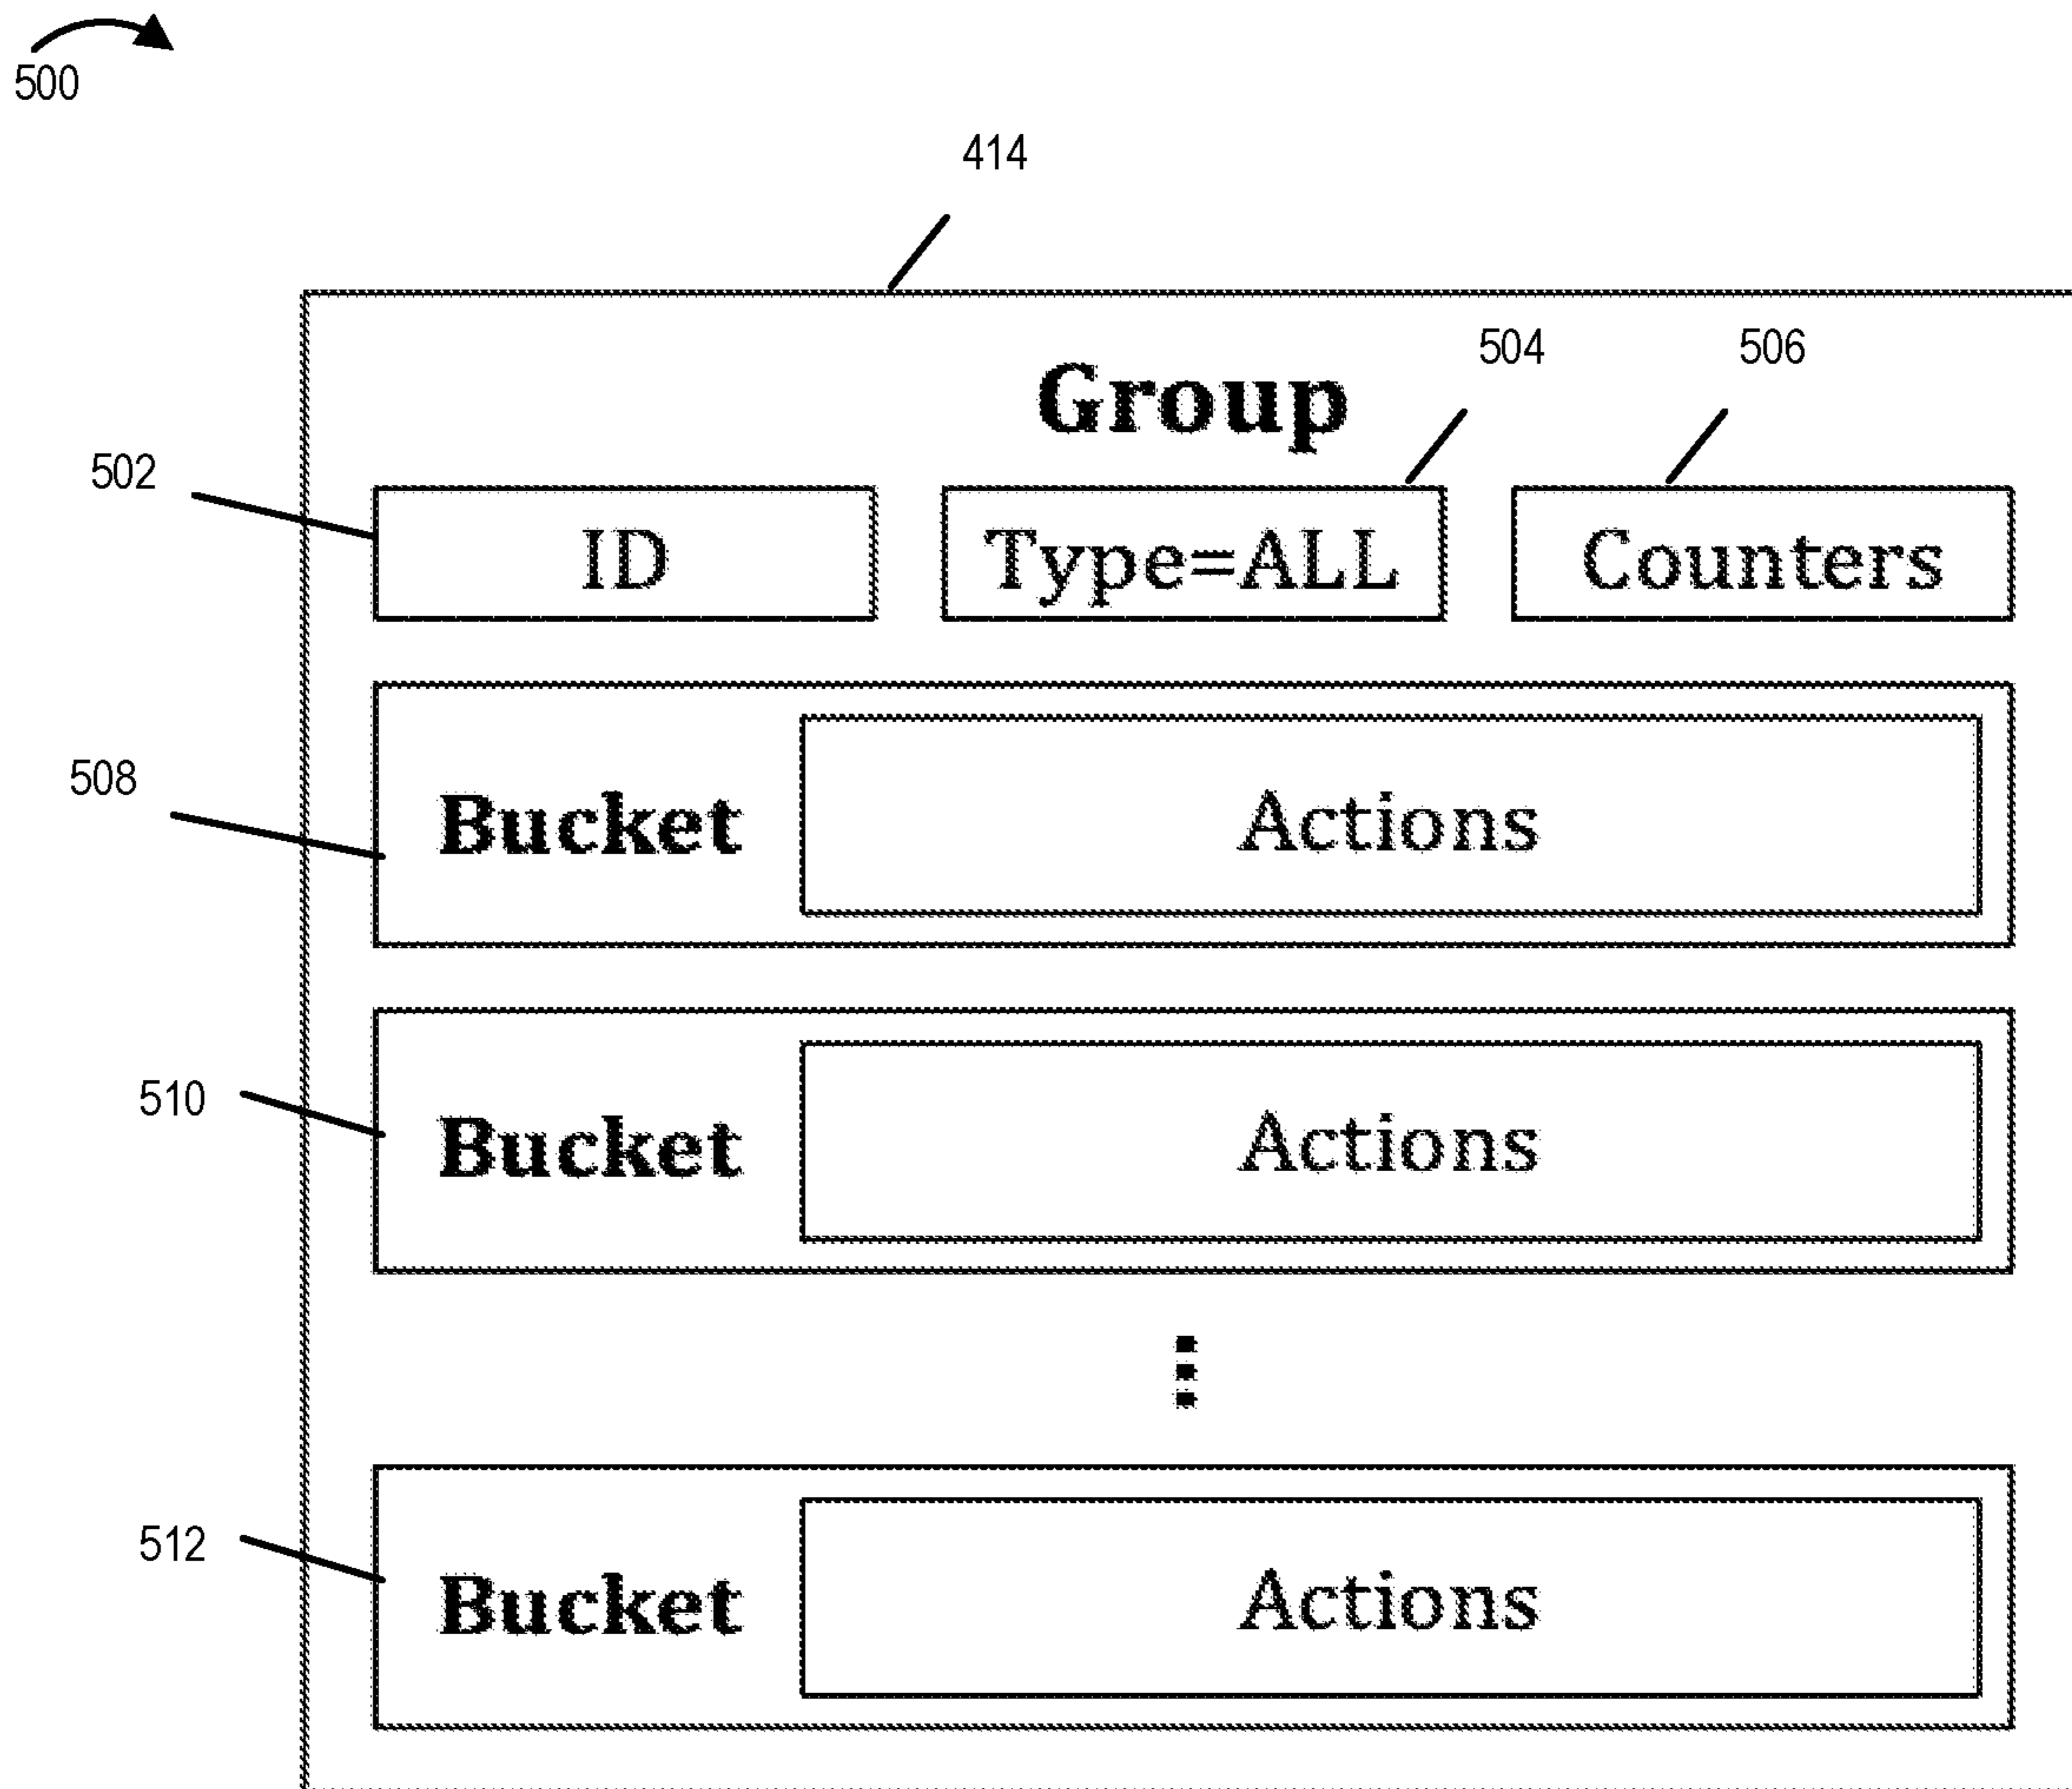 500
414
504 506
Group
502
ID Type=ALL Counters
508
Bucket Actions
510
Bucket Actions
512
Bucket Actions